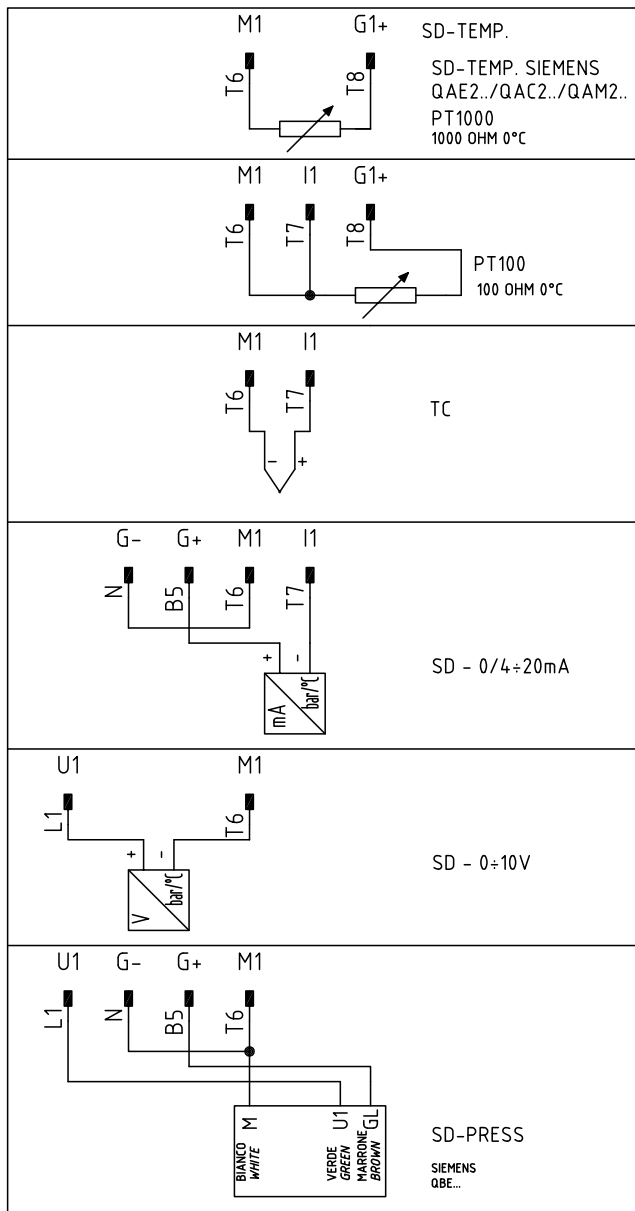 M1 G1+ SD-TEMP.
T6 T8
SD-TEMP. SIEMENS
QAE2../QAC2../QAM2..
PT1000
1000 OHM 0°C
M1 I1 G1+
T6 T7 T8
PT100
100 OHM 0°C
M1 I1
T6 T7
TC
- +
G- G+ M1 I1
N B5 T6 T7
+ -
mA bar/°C
SD - 0/4÷20mA
U1 M1
L1 T6
+ -
V bar/°C
SD - 0÷10V
U1 G- G+ M1
L1 N B5 T6
M U1 GL
BIANCO
WHITE
VERDE
GREEN
MARRONE
BROWN
SD-PRESS
SIEMENS
QBE...